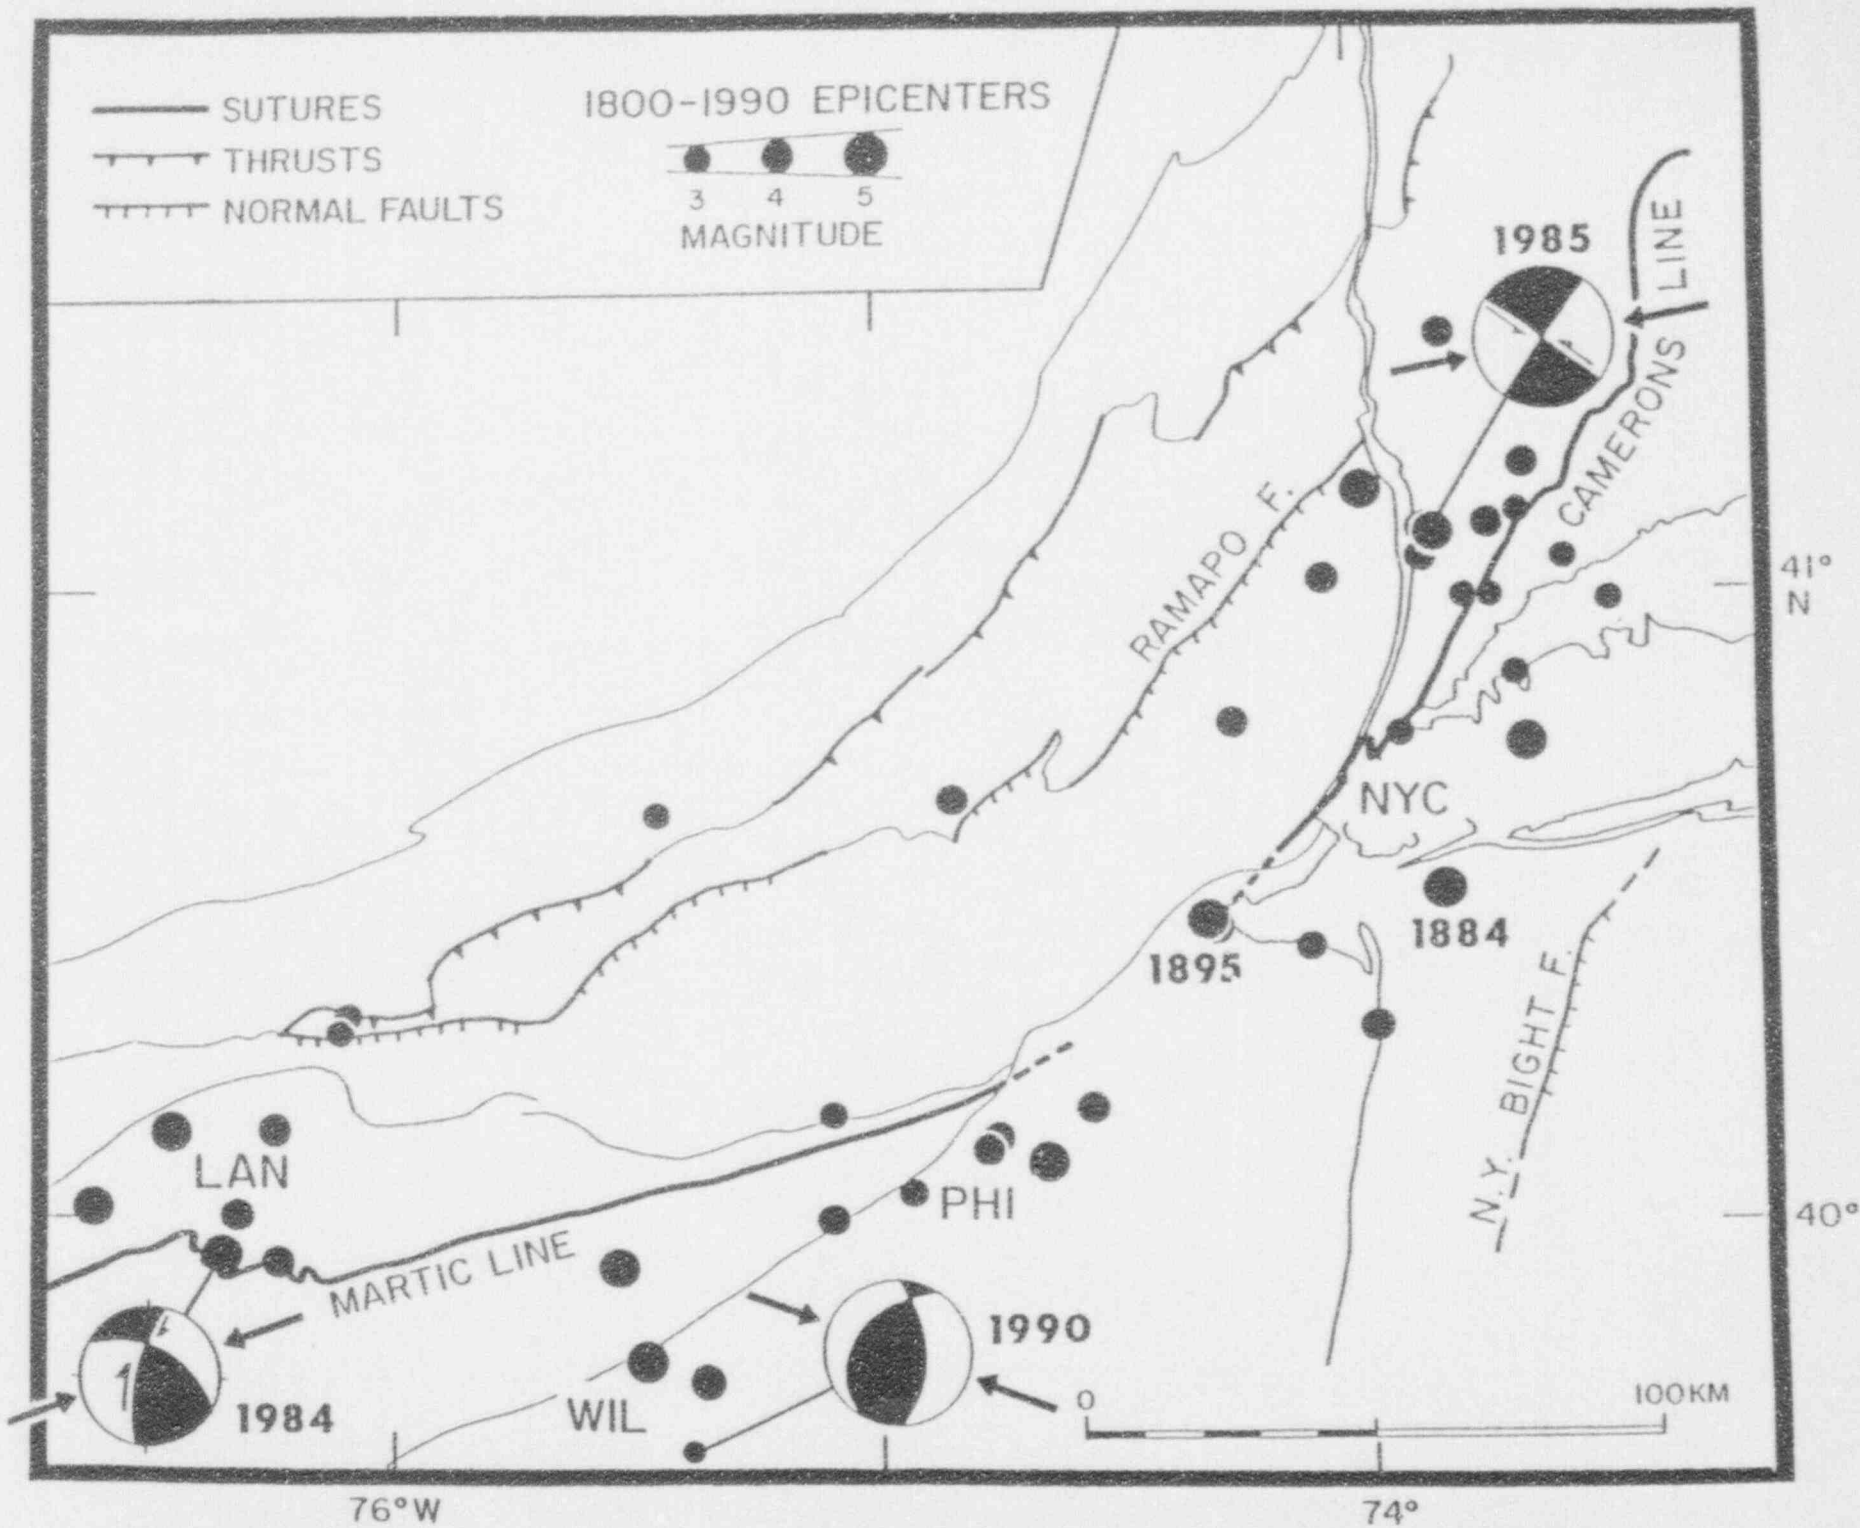 SUTURES
THRUSTS
NORMAL FAULTS
1800-1990 EPICENTERS
3 4 5
MAGNITUDE
1985
CAMERONS LINE
RAMAPO F.
41°
N
NYC
1884
1895
N.Y. BIGHT F.
LAN
PHI
40°
MARTIC LINE
1990
1984
WIL
0
100KM
76°W
74°